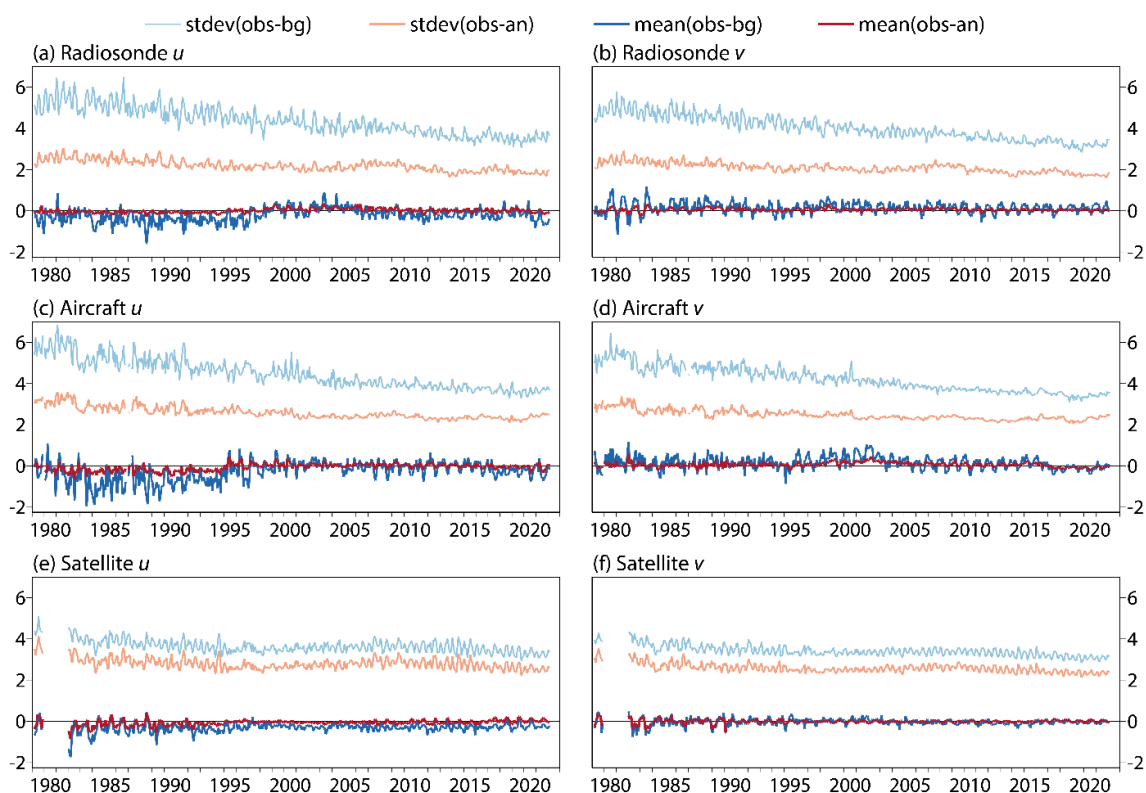 stdev(obs-bg) stdev(obs-an) mean(obs-bg) mean(obs-an)
(a) Radiosonde u (b) Radiosonde v
6 6
4 4
2 2
0 0
-2 -2
1980 1985 1990 1995 2000 2005 2010 2015 2020 1980 1985 1990 1995 2000 2005 2010 2015 2020
(c) Aircraft u (d) Aircraft v
6 6
4 4
2 2
0 0
-2 -2
1980 1985 1990 1995 2000 2005 2010 2015 2020 1980 1985 1990 1995 2000 2005 2010 2015 2020
(e) Satellite u (f) Satellite v
6 6
4 4
2 2
0 0
-2 -2
1980 1985 1990 1995 2000 2005 2010 2015 2020 1980 1985 1990 1995 2000 2005 2010 2015 2020